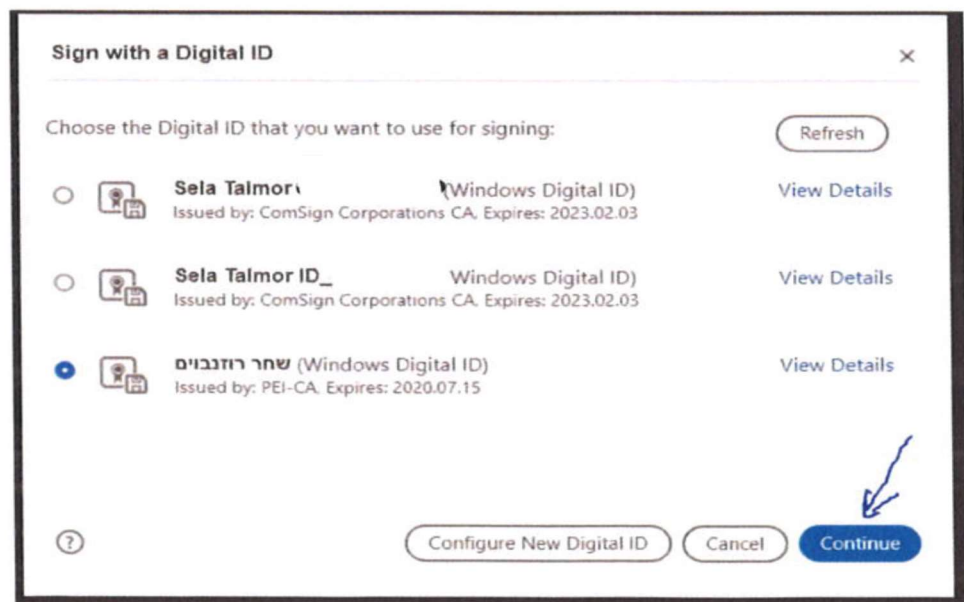 Sign with a Digital ID
Choose the Digital ID that you want to use for signing:
Refresh
Sela Talmor (Windows Digital ID)
View Details
Issued by: ComSign Corporations CA, Expires: 2023.02.03
Sela Talmor ID_ Windows Digital ID)
View Details
Issued by: ComSign Corporations CA, Expires: 2023.02.03
שחר רוזנבוים (Windows Digital ID)
View Details
Issued by: PEI-CA, Expires: 2020.07.15
Configure New Digital ID
Cancel
Continue